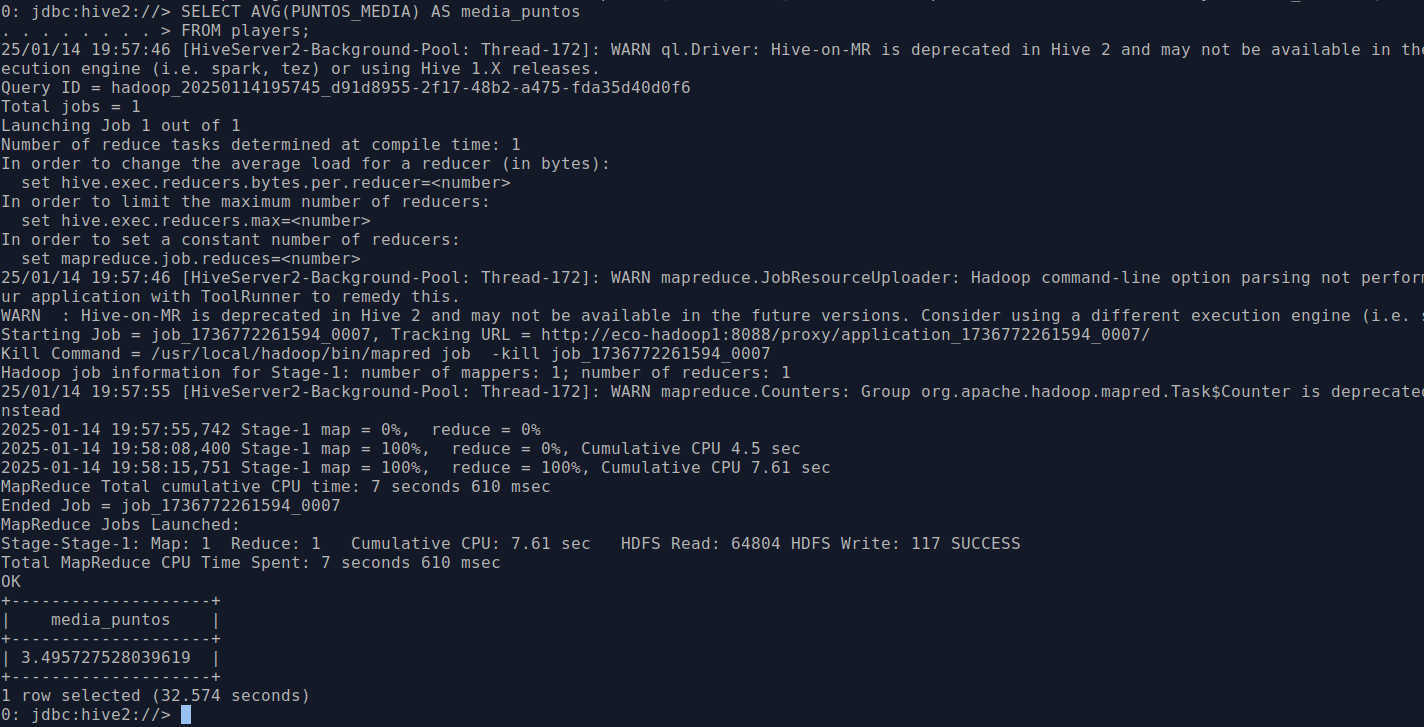 0: jdbc:hive2://> SELECT AVG(PUNTOS_MEDIA) AS media_puntos
. . . . . . . . > FROM players;
25/01/14 19:57:46 [HiveServer2-Background-Pool: Thread-172]: WARN ql.Driver: Hive-on-MR is deprecated in Hive 2 and may not be available in the
ecution engine (i.e. spark, tez) or using Hive 1.X releases.
Query ID = hadoop_20250114195745_d91d8955-2f17-48b2-a475-fda35d40d0f6
Total jobs = 1
Launching Job 1 out of 1
Number of reduce tasks determined at compile time: 1
In order to change the average load for a reducer (in bytes):
  set hive.exec.reducers.bytes.per.reducer=<number>
In order to limit the maximum number of reducers:
  set hive.exec.reducers.max=<number>
In order to set a constant number of reducers:
  set mapreduce.job.reduces=<number>
25/01/14 19:57:46 [HiveServer2-Background-Pool: Thread-172]: WARN mapreduce.JobResourceUploader: Hadoop command-line option parsing not perform
ur application with ToolRunner to remedy this.
WARN  : Hive-on-MR is deprecated in Hive 2 and may not be available in the future versions. Consider using a different execution engine (i.e. s
Starting Job = job_1736772261594_0007, Tracking URL = http://eco-hadoop1:8088/proxy/application_1736772261594_0007/
Kill Command = /usr/local/hadoop/bin/mapred job  -kill job_1736772261594_0007
Hadoop job information for Stage-1: number of mappers: 1; number of reducers: 1
25/01/14 19:57:55 [HiveServer2-Background-Pool: Thread-172]: WARN mapreduce.Counters: Group org.apache.hadoop.mapred.Task$Counter is deprecated
nstead
2025-01-14 19:57:55,742 Stage-1 map = 0%,  reduce = 0%
2025-01-14 19:58:08,400 Stage-1 map = 100%,  reduce = 0%, Cumulative CPU 4.5 sec
2025-01-14 19:58:15,751 Stage-1 map = 100%,  reduce = 100%, Cumulative CPU 7.61 sec
MapReduce Total cumulative CPU time: 7 seconds 610 msec
Ended Job = job_1736772261594_0007
MapReduce Jobs Launched:
Stage-Stage-1: Map: 1  Reduce: 1   Cumulative CPU: 7.61 sec   HDFS Read: 64804 HDFS Write: 117 SUCCESS
Total MapReduce CPU Time Spent: 7 seconds 610 msec
OK
+--------------------+
|    media_puntos    |
+--------------------+
| 3.495727528039619  |
+--------------------+
1 row selected (32.574 seconds)
0: jdbc:hive2://>